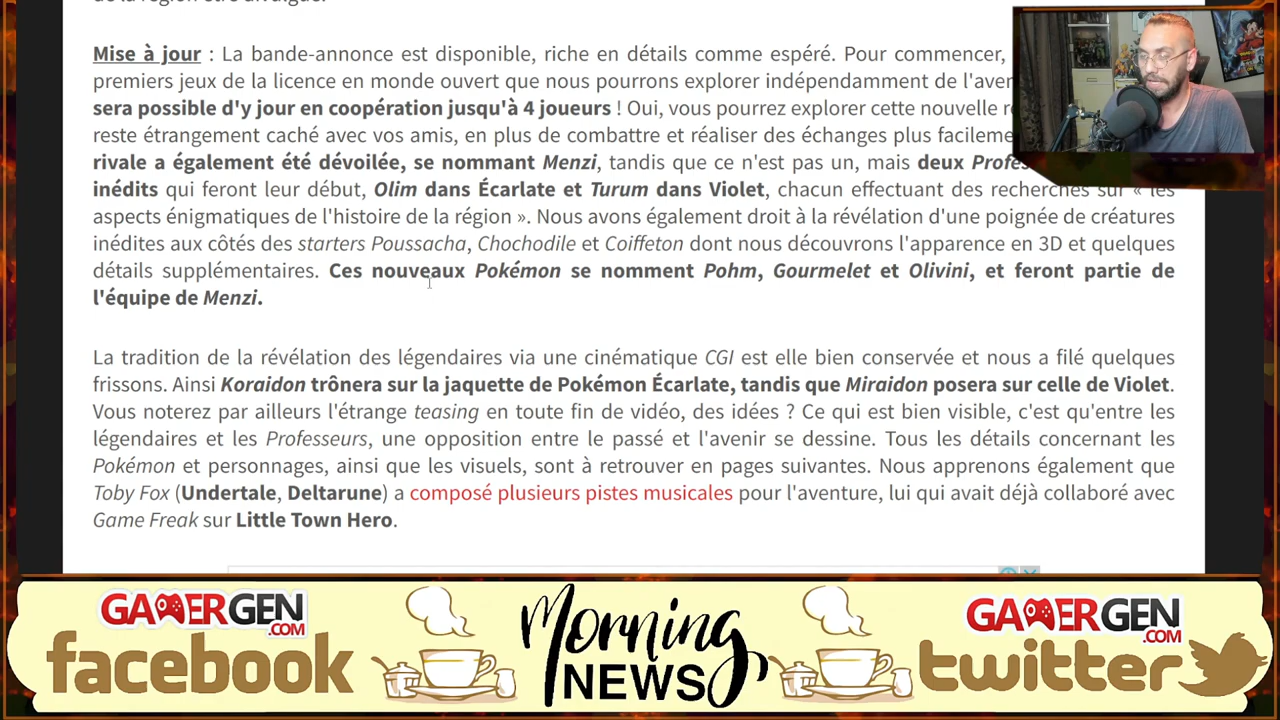 de la région être divulgué.
Mise à jour : La bande-annonce est disponible, riche en détails comme espéré. Pour commencer,
premiers jeux de la licence en monde ouvert que nous pourrons explorer indépendamment de l'aven
sera possible d'y jour en coopération jusqu'à 4 joueurs ! Oui, vous pourrez explorer cette nouvelle ré
reste étrangement caché avec vos amis, en plus de combattre et réaliser des échanges plus facileme
rivale a également été dévoilée, se nommant Menzi, tandis que ce n'est pas un, mais deux Profes
inédits qui feront leur début, Olim dans Écarlate et Turum dans Violet, chacun effectuant des recherches sur « les
aspects énigmatiques de l'histoire de la région ». Nous avons également droit à la révélation d'une poignée de créatures
inédites aux côtés des starters Poussacha, Chochodile et Coiffeton dont nous découvrons l'apparence en 3D et quelques
détails supplémentaires. Ces nouveaux Pokémon se nomment Pohm, Gourmelet et Olivini, et feront partie de
l'équipe de Menzi.
La tradition de la révélation des légendaires via une cinématique CGI est elle bien conservée et nous a filé quelques
frissons. Ainsi Koraidon trônera sur la jaquette de Pokémon Écarlate, tandis que Miraidon posera sur celle de Violet.
Vous noterez par ailleurs l'étrange teasing en toute fin de vidéo, des idées ? Ce qui est bien visible, c'est qu'entre les
légendaires et les Professeurs, une opposition entre le passé et l'avenir se dessine. Tous les détails concernant les
Pokémon et personnages, ainsi que les visuels, sont à retrouver en pages suivantes. Nous apprenons également que
Toby Fox (Undertale, Deltarune) a composé plusieurs pistes musicales pour l'aventure, lui qui avait déjà collaboré avec
Game Freak sur Little Town Hero.
GAMERGEN.COM
facebook
Morning
NEWS
GAMERGEN.COM
twitter